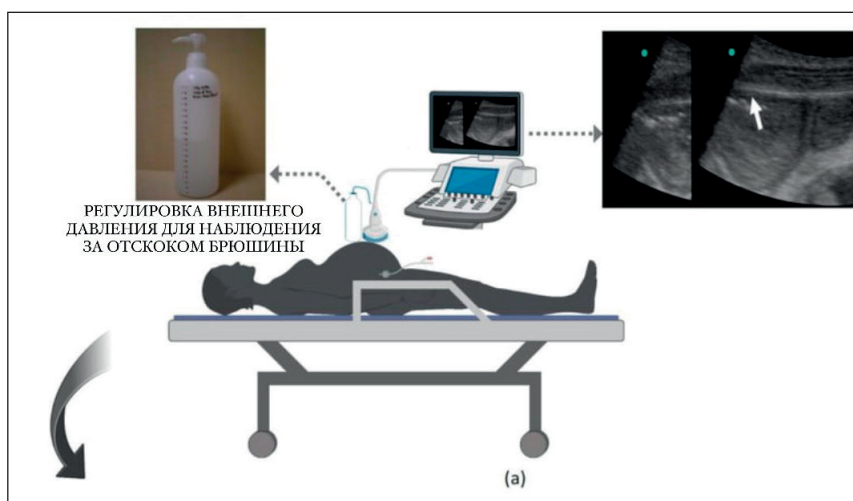 РЕГУЛИРОВКА ВНЕШНЕГО
ДАВЛЕНИЯ ДЛЯ НАБЛЮДЕНИЯ
ЗА ОТСКОКОМ БРЮШИНЫ
(a)